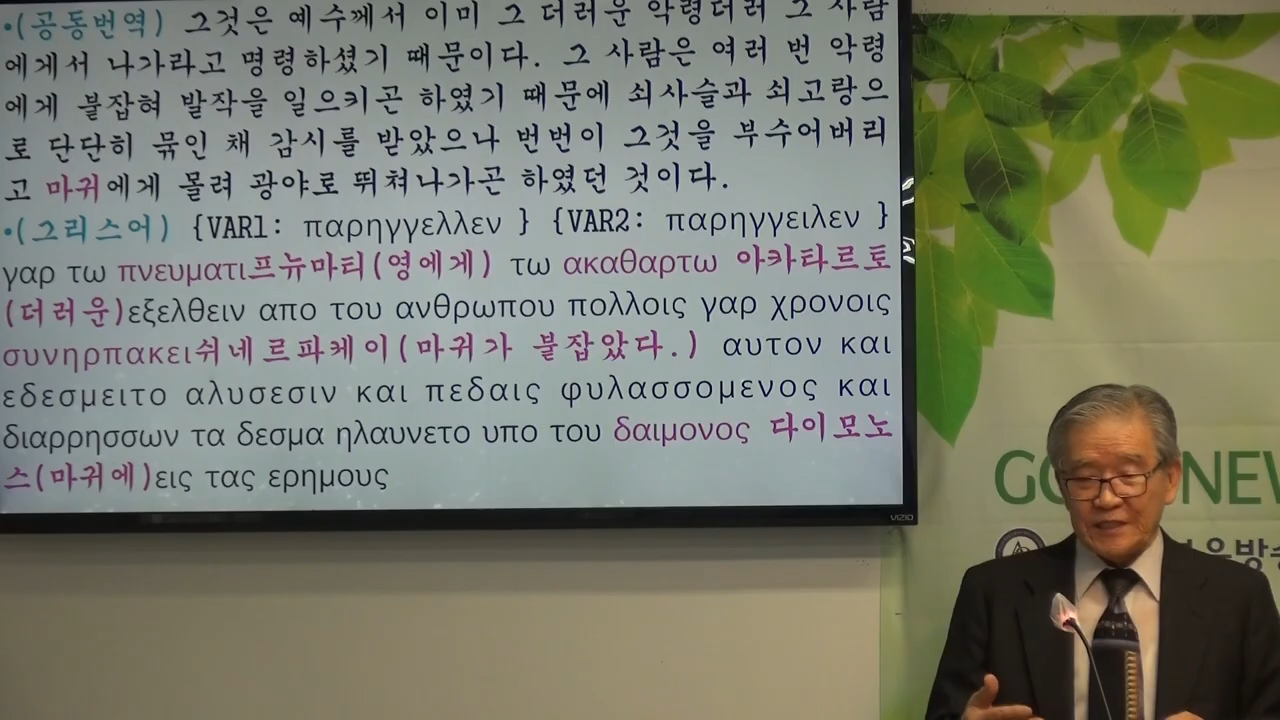 •(공동번역) 그것은 예수께서 이미 그 더러운 악령더러 그 사람
에게서 나가라고 명령하셨기 때문이다. 그 사람은 여러 번 악령
에게 붙잡혀 발작을 일으키곤 하였기 때문에 쇠사슬과 쇠고랑으
로 단단히 묶인 채 감시를 받았으나 번번이 그것을 부수어버리
고 마귀에게 몰려 광야로 뛰쳐나가곤 하였던 것이다.
•(그리스어) {VAR1: παρηγγελλεν } {VAR2: παρηγγειλεν }
γαρ τω πνευματι프뉴마티(영에게) τω ακαθαρτω 아카타르토
(더러운)εξελθειν απο του ανθρωπου πολλοις γαρ χρονοις
συνηρπακει쉬네르파케이(마귀가 붙잡았다.) αυτον και
εδεσμειτο αλυσεσιν και πεδαις φυλασσομενος και
διαρρησσων τα δεσμα ηλαυνετο υπο του δαιμονος 다이모노
스(마귀에)εις τας ερημους
VIZIO